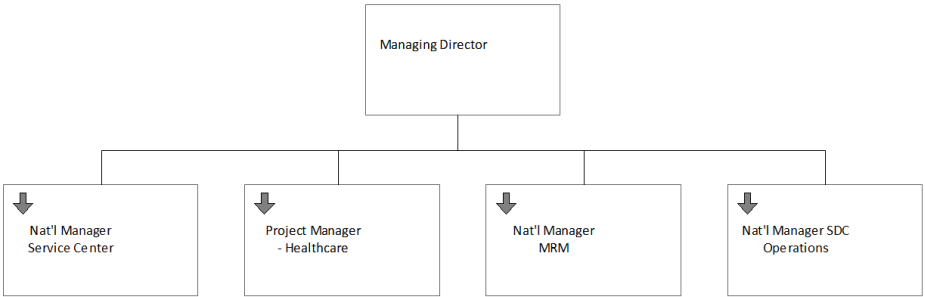 Managing Director
Nat'l Manager
Service Center
Project Manager
- Healthcare
Nat'l Manager
MRM
Nat'l Manager SDC
Operations